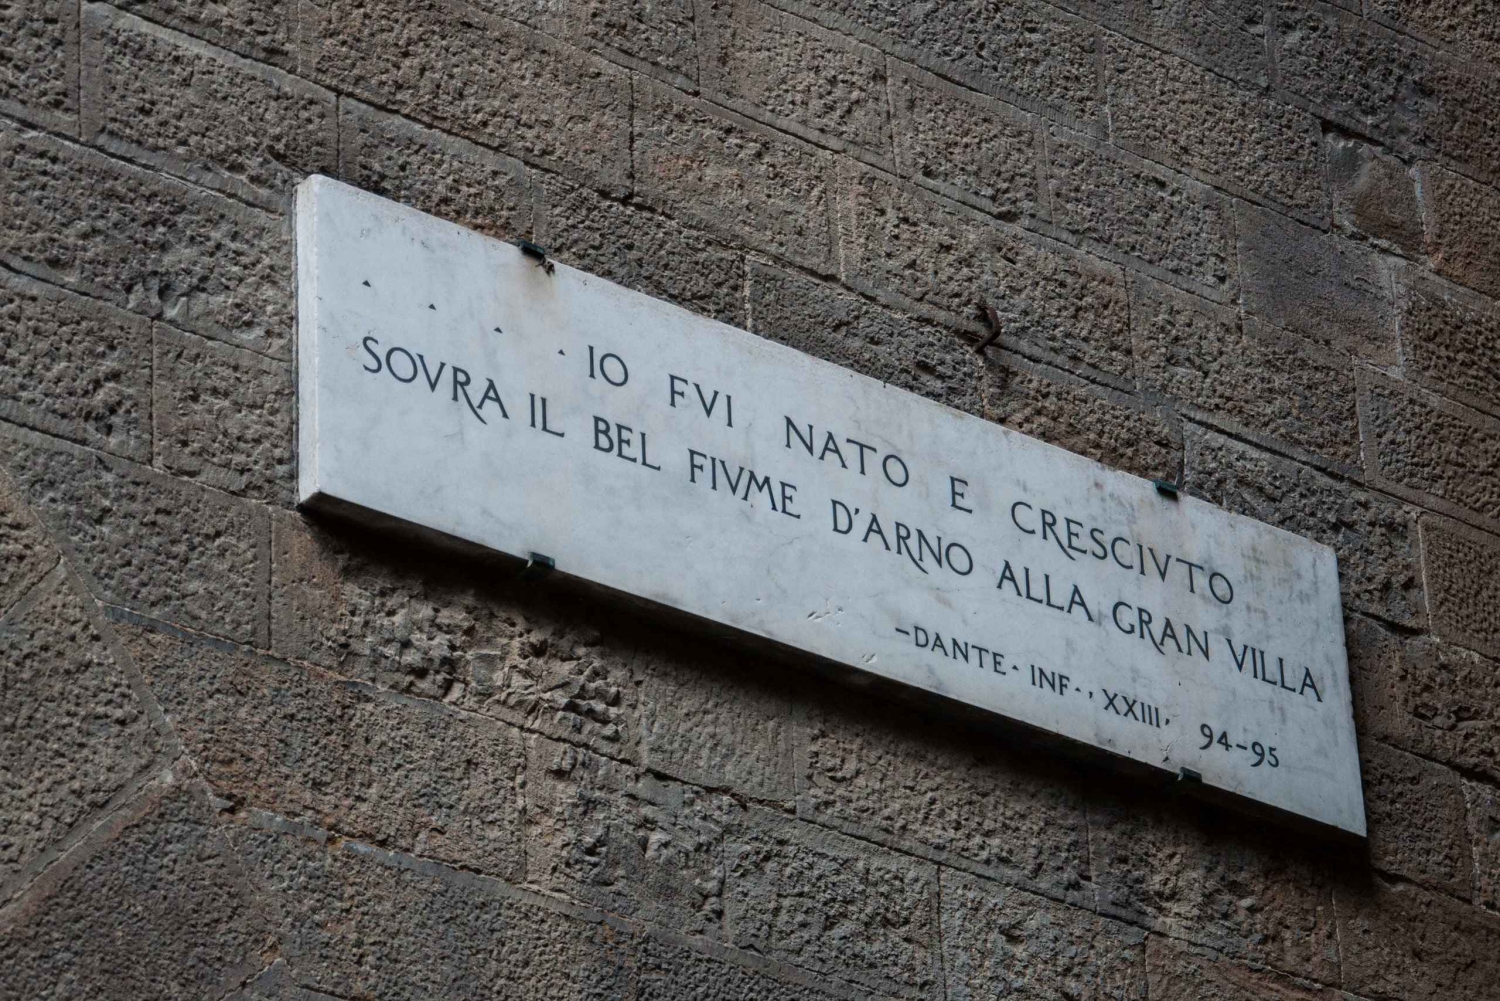 . . . . IO FVI NATO E CRESCIVTO
SOVRA IL BEL FIVME D'ARNO ALLA GRAN VILLA
-DANTE· INF·, XXIII, 94-95